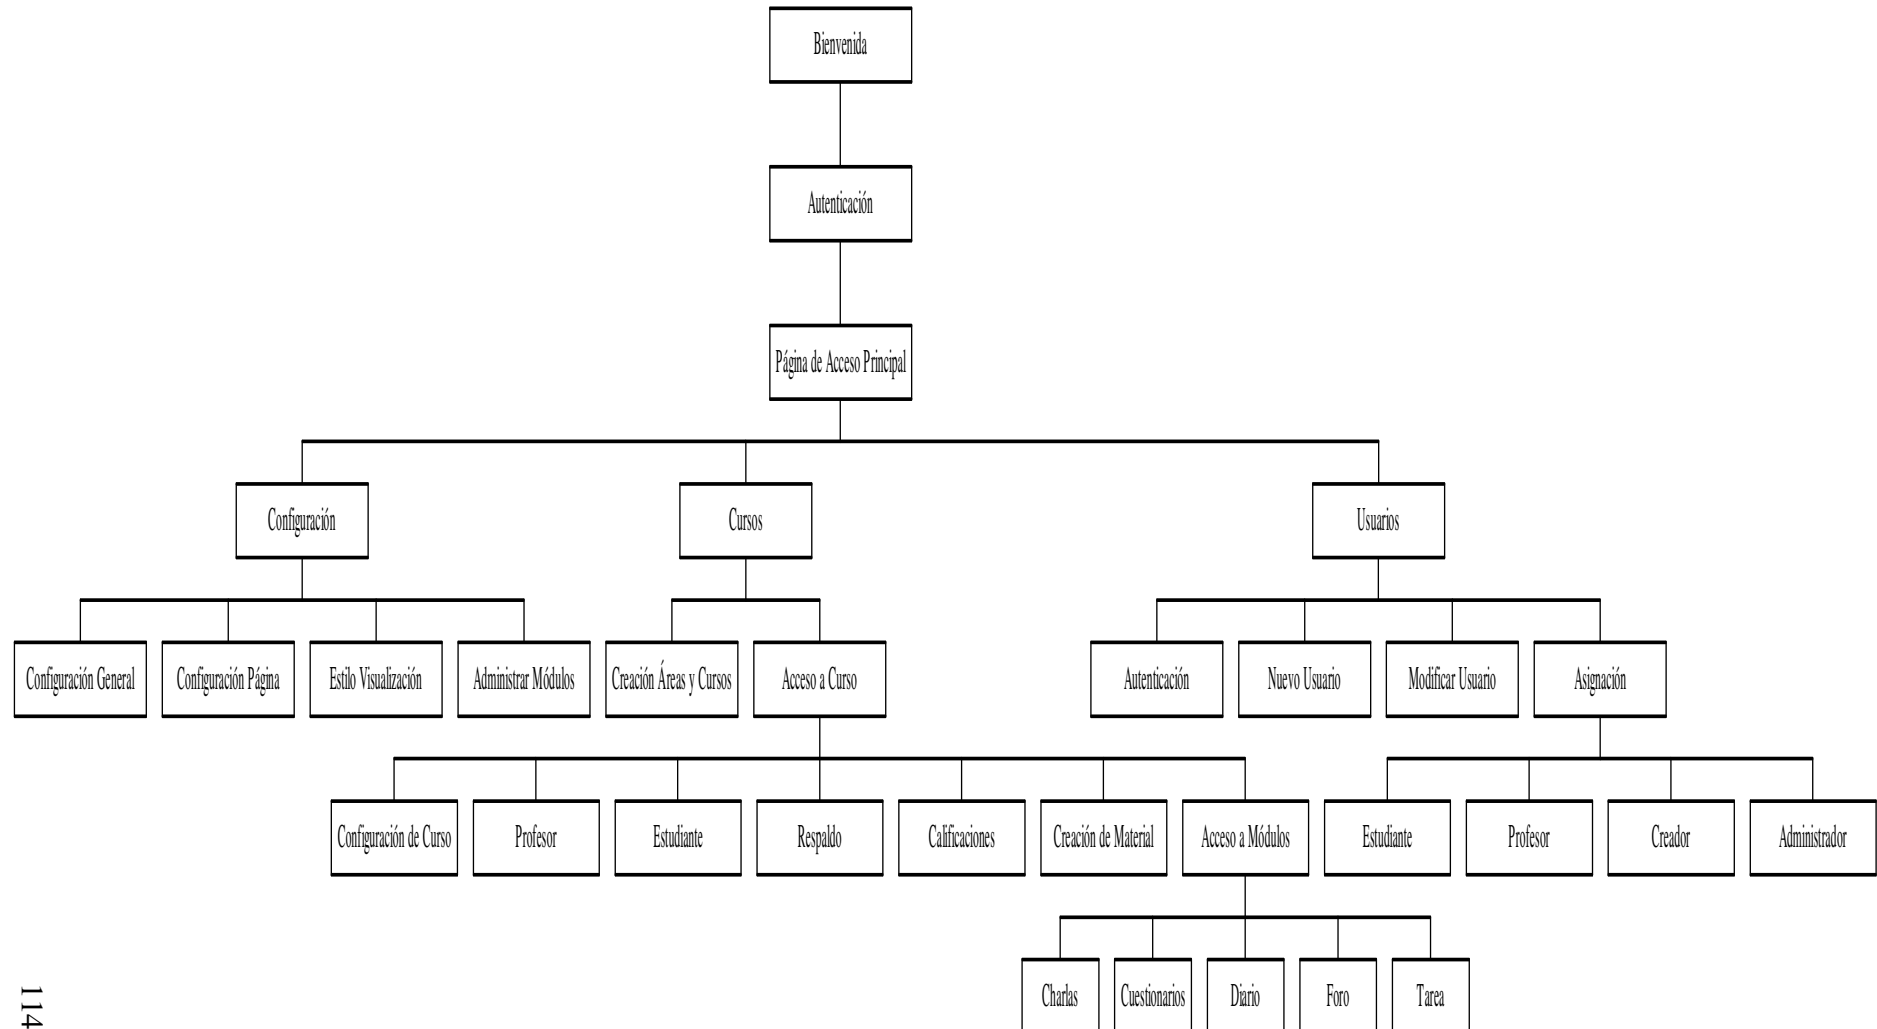 Bienvenida
Autenticación
Página de Acceso Principal
Configuración
Cursos
Usuarios
Configuración General
Configuración Página
Estilo Visualización
Administrar Módulos
Creación Áreas y Cursos
Acceso a Curso
Autenticación
Nuevo Usuario
Modificar Usuario
Asignación
Configuración de Curso
Profesor
Estudiante
Respaldo
Calificaciones
Creación de Material
Acceso a Módulos
Estudiante
Profesor
Creador
Administrador
Charlas
Cuestionarios
Diario
Foro
Tarea
114